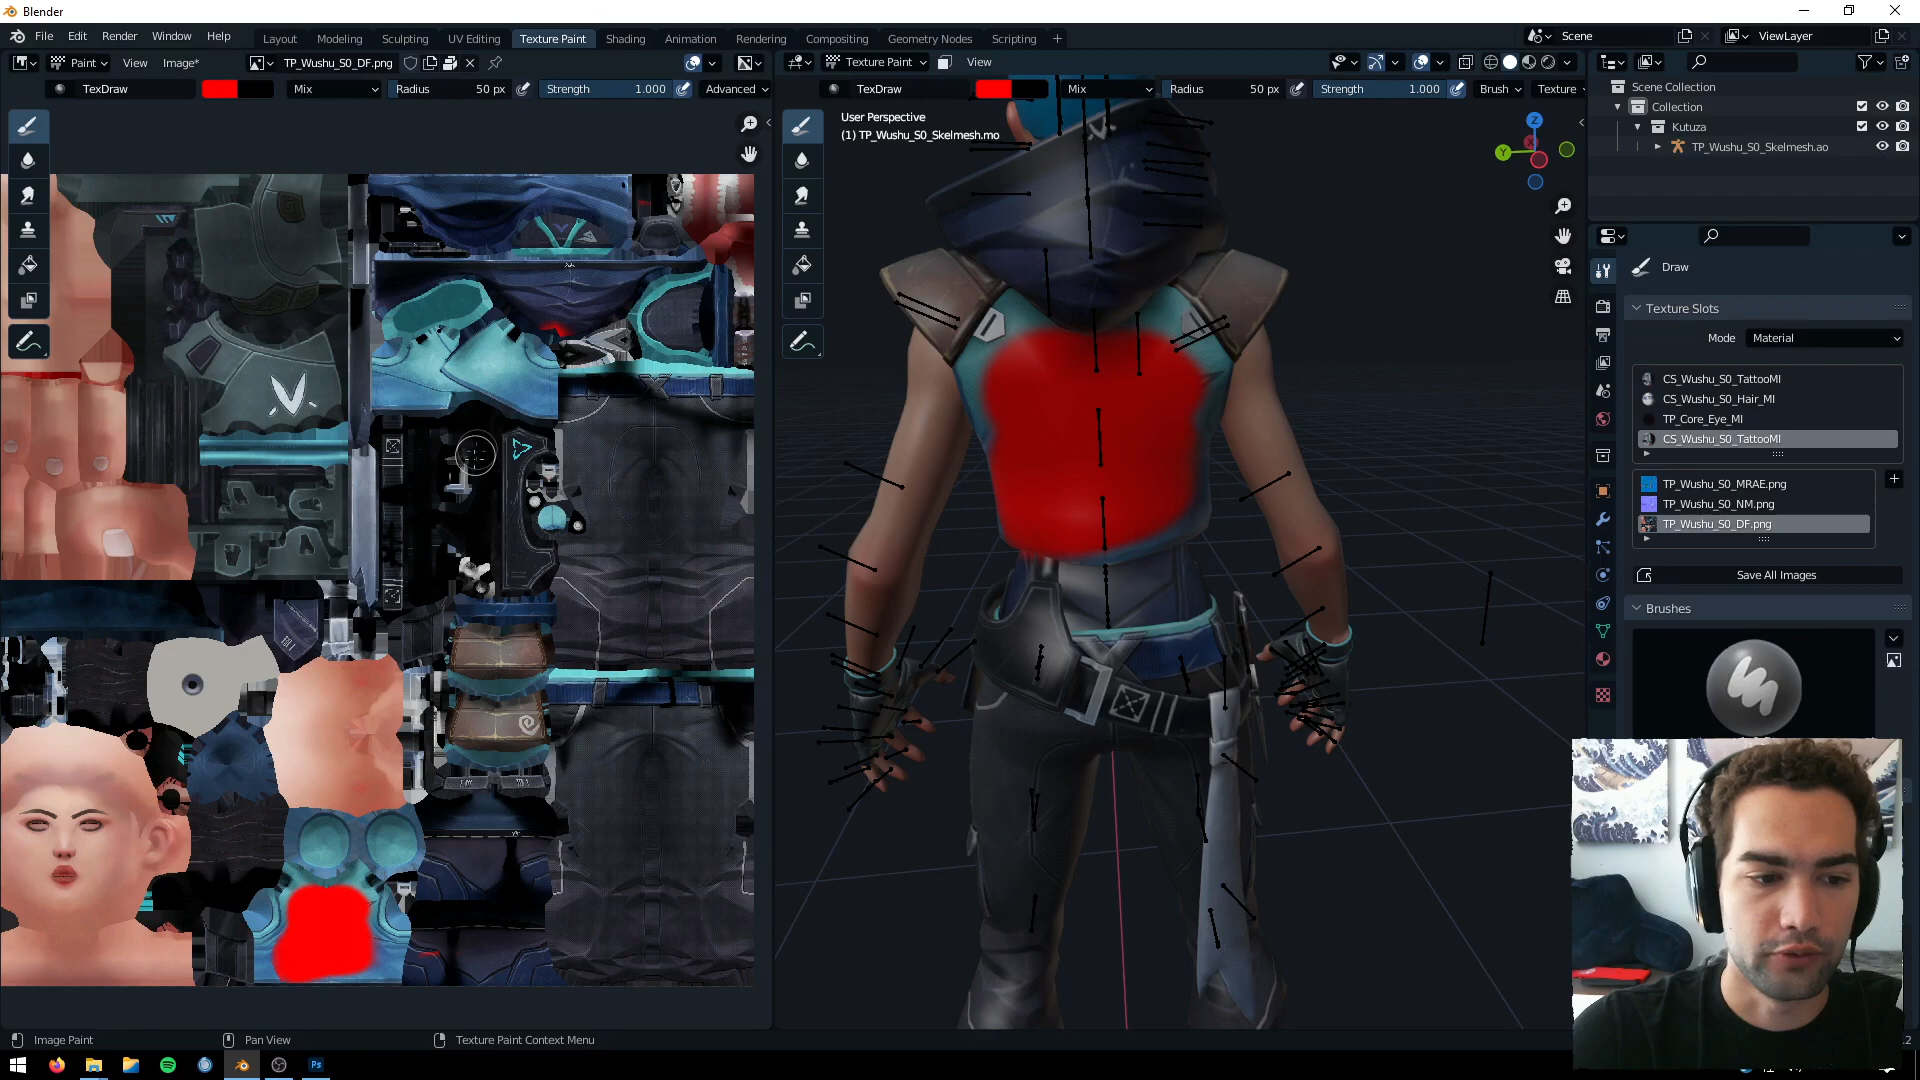 Blender
File Edit Render Window Help
Layout Modeling Sculpting UV Editing Texture Paint Shading Animation Rendering Compositing Geometry Nodes Scripting +
Scene
ViewLayer
Paint View Image* TP_Wushu_S0_DF.png
Texture Paint View
TexDraw Mix Radius 50 px Strength 1.000 Advanced
TexDraw Mix Radius 50 px Strength 1.000 Brush Texture
User Perspective
(1) TP_Wushu_S0_Skelmesh.mo
Z
Y
X
Scene Collection
Collection
Kutuza
TP_Wushu_S0_Skelmesh.ao
Draw
Texture Slots
Mode Material
CS_Wushu_S0_TattooMI
CS_Wushu_S0_Hair_MI
TP_Core_Eye_MI
CS_Wushu_S0_TattooMI
TP_Wushu_S0_MRAE.png
TP_Wushu_S0_NM.png
TP_Wushu_S0_DF.png
Save All Images
Brushes
Image Paint
Pan View
Texture Paint Context Menu
Ps